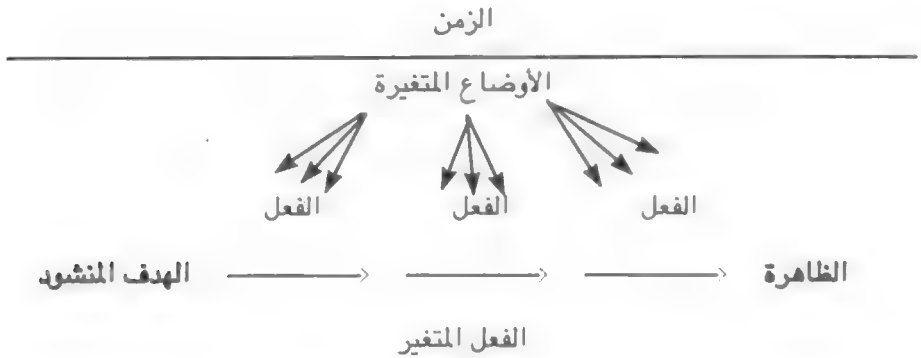 الزمن
الأوضاع المتغيرة
الفعل الفعل الفعل
الظاهرة الهدف المنشود
الفعل المتغير